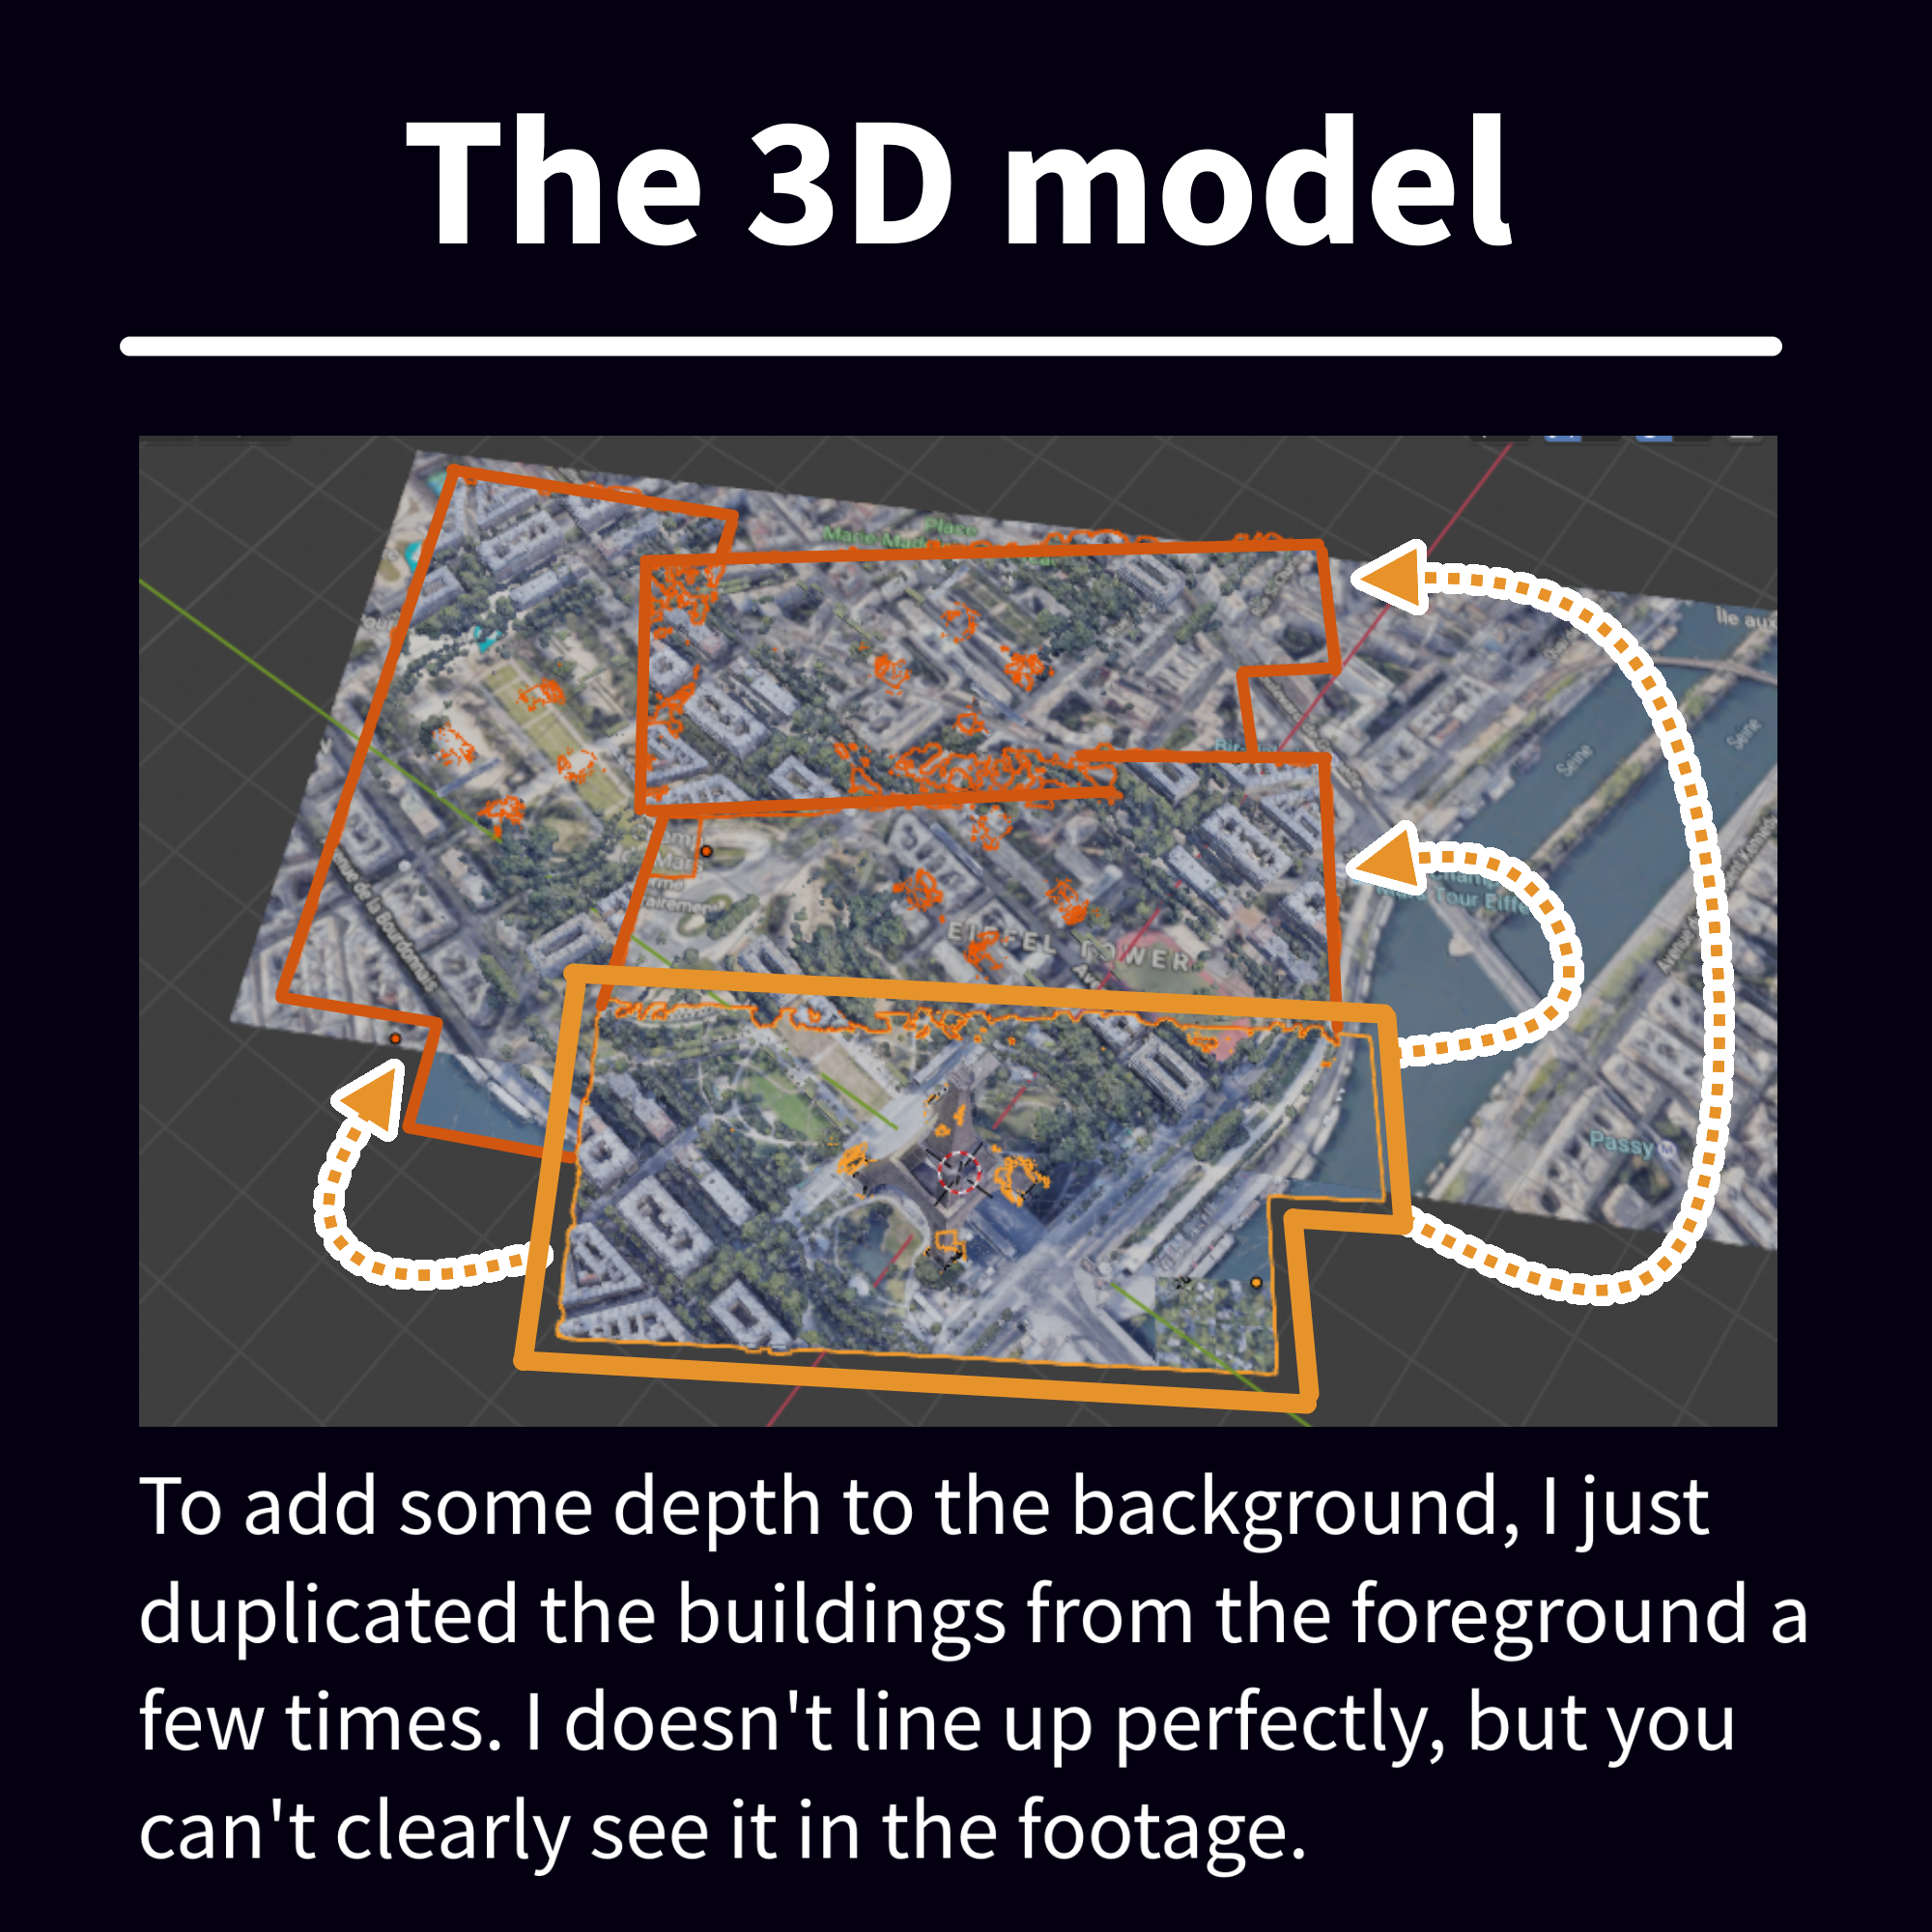 The 3D model
Place
Île aux
Seine
Seine
EIFFEL TOWER
Avenue de la Bourdonnais
Passy
To add some depth to the background, I just
duplicated the buildings from the foreground a
few times. I doesn't line up perfectly, but you
can't clearly see it in the footage.